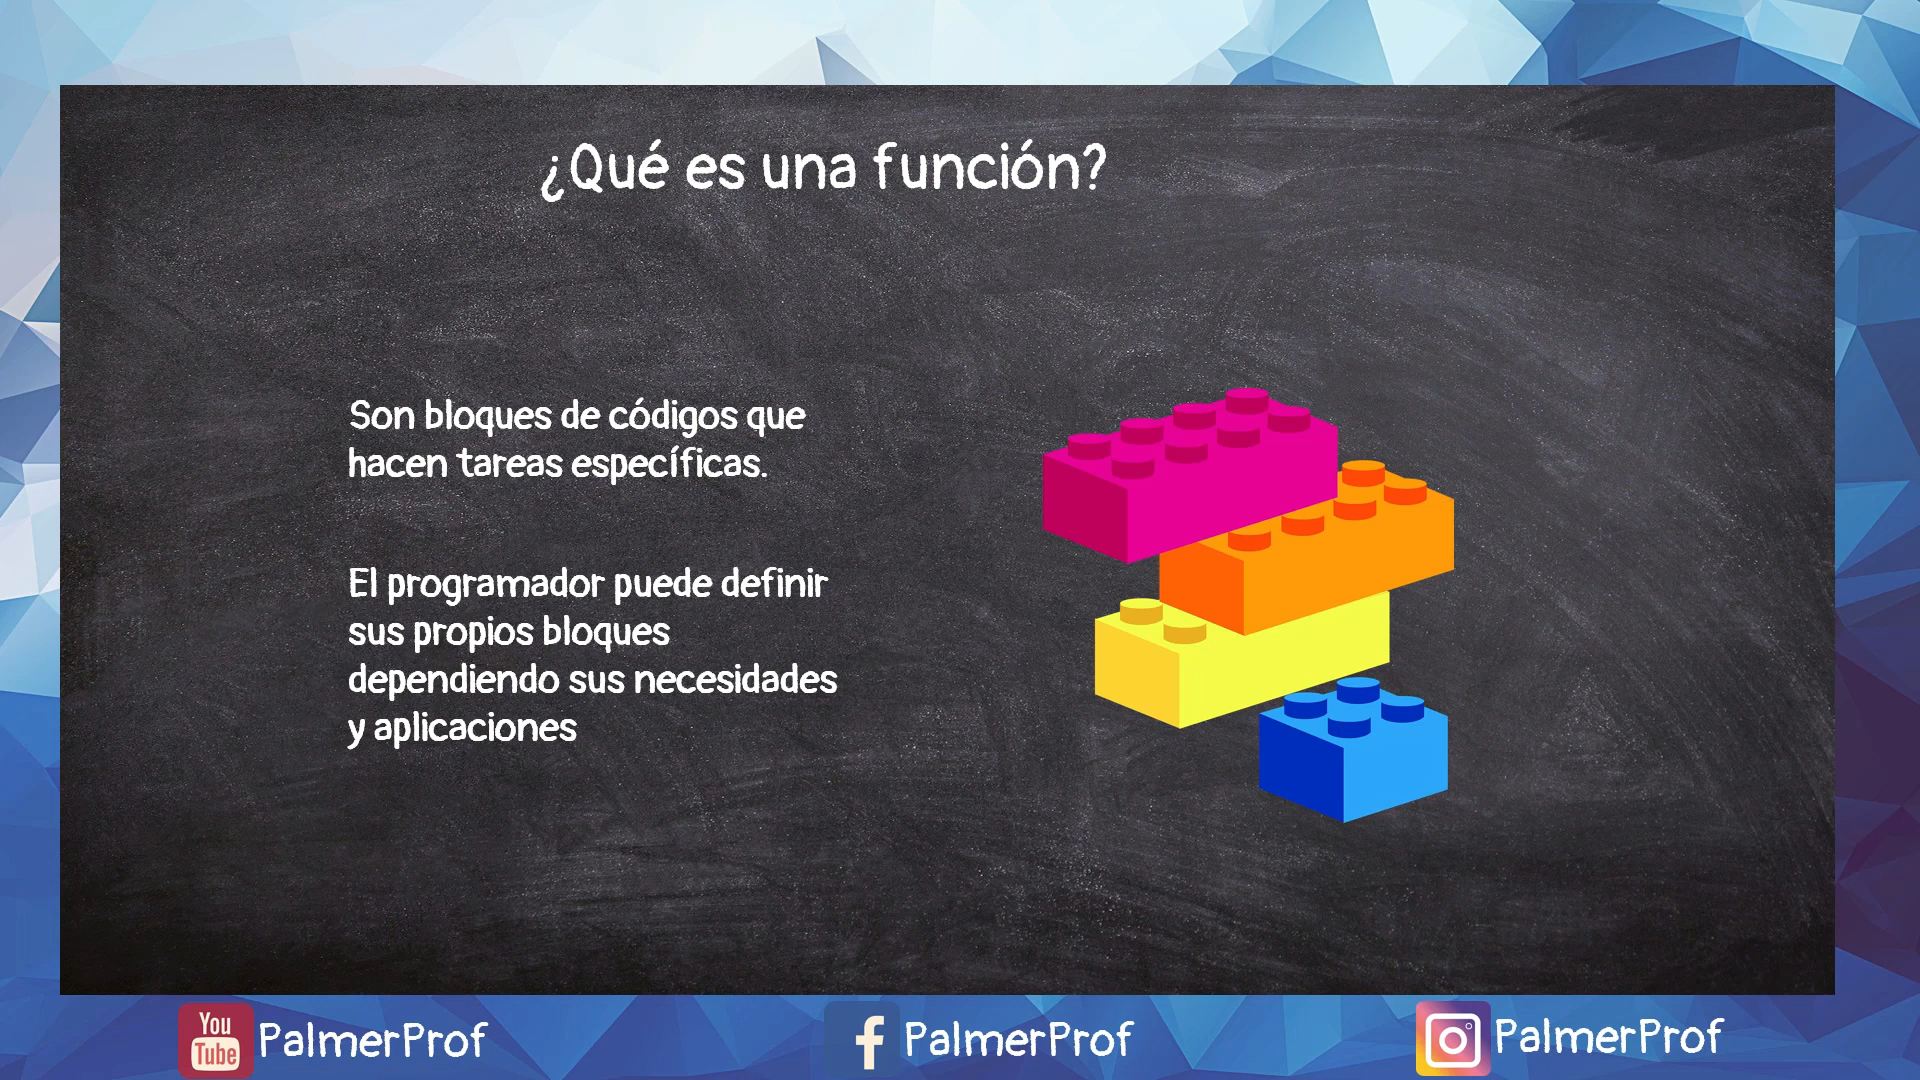 ¿Qué es una función?
Son bloques de códigos que
hacen tareas específicas.
El programador puede definir
sus propios bloques
dependiendo sus necesidades
y aplicaciones
You
Tube
PalmerProf
f PalmerProf
PalmerProf